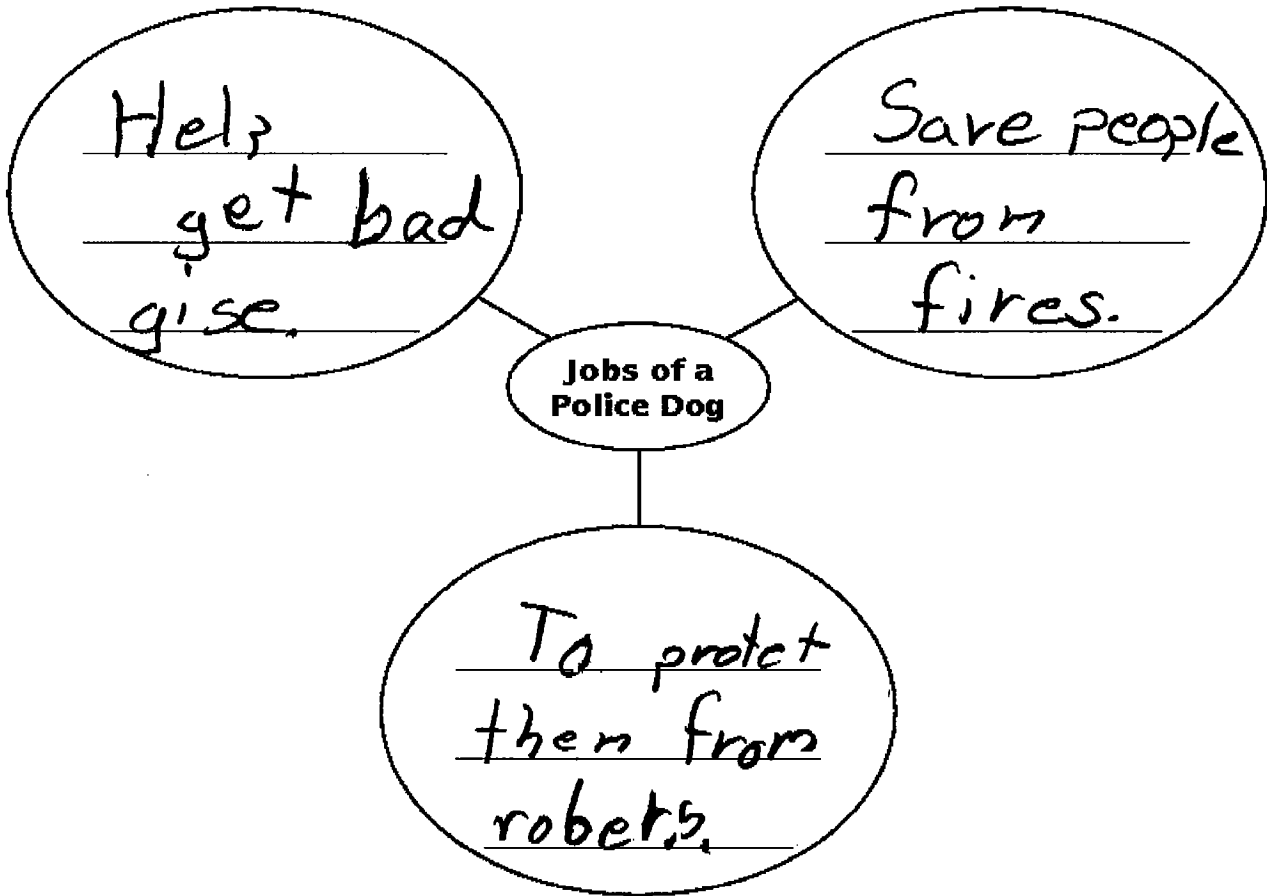 Help
get bad
gise.
Save people
from
fires.
Jobs of a
Police Dog
To protet
them from
robers.